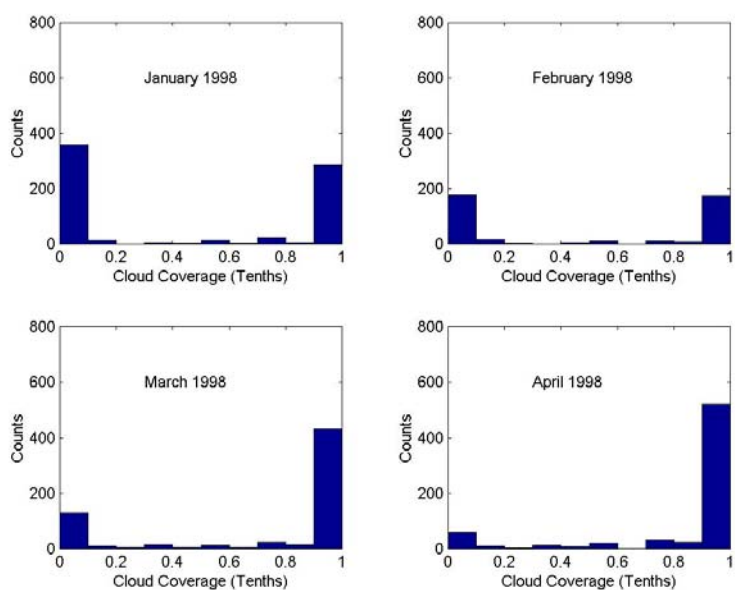 800
600
400
200
0
Counts
January 1998
0 0.2 0.4 0.6 0.8 1
Cloud Coverage (Tenths)
800
600
400
200
0
Counts
February 1998
0 0.2 0.4 0.6 0.8 1
Cloud Coverage (Tenths)
800
600
400
200
0
Counts
March 1998
0 0.2 0.4 0.6 0.8 1
Cloud Coverage (Tenths)
800
600
400
200
0
Counts
April 1998
0 0.2 0.4 0.6 0.8 1
Cloud Coverage (Tenths)